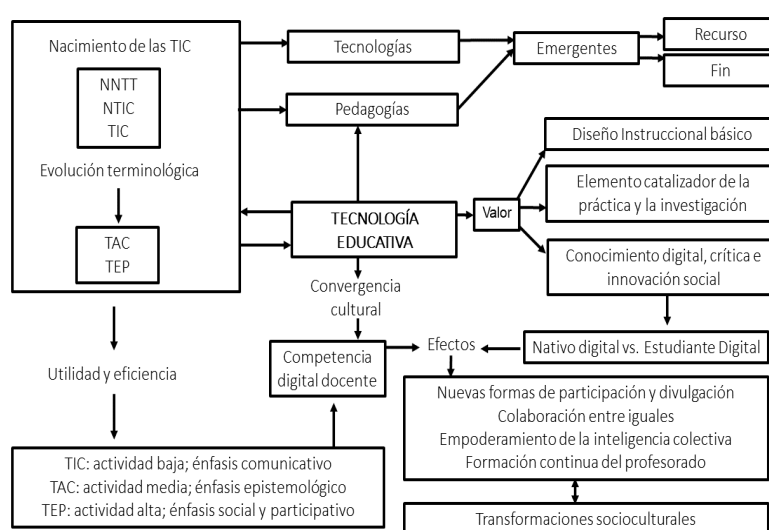 Nacimiento de las TIC
NNTT
NTIC
TIC
Evolución terminológica
TAC
TEP
Utilidad y eficiencia
TIC: actividad baja; énfasis comunicativo
TAC: actividad media; énfasis epistemológico
TEP: actividad alta; énfasis social y participativo
Tecnologías
Pedagogías
Emergentes
Recurso
Fin
TECNOLOGÍA
EDUCATIVA
Valor
Diseño Instruccional básico
Elemento catalizador de la
práctica y la investigación
Conocimiento digital, crítica e
innovación social
Convergencia
cultural
Competencia
digital docente
Efectos
Nativo digital vs. Estudiante Digital
Nuevas formas de participación y divulgación
Colaboración entre iguales
Empoderamiento de la inteligencia colectiva
Formación continua del profesorado
Transformaciones socioculturales